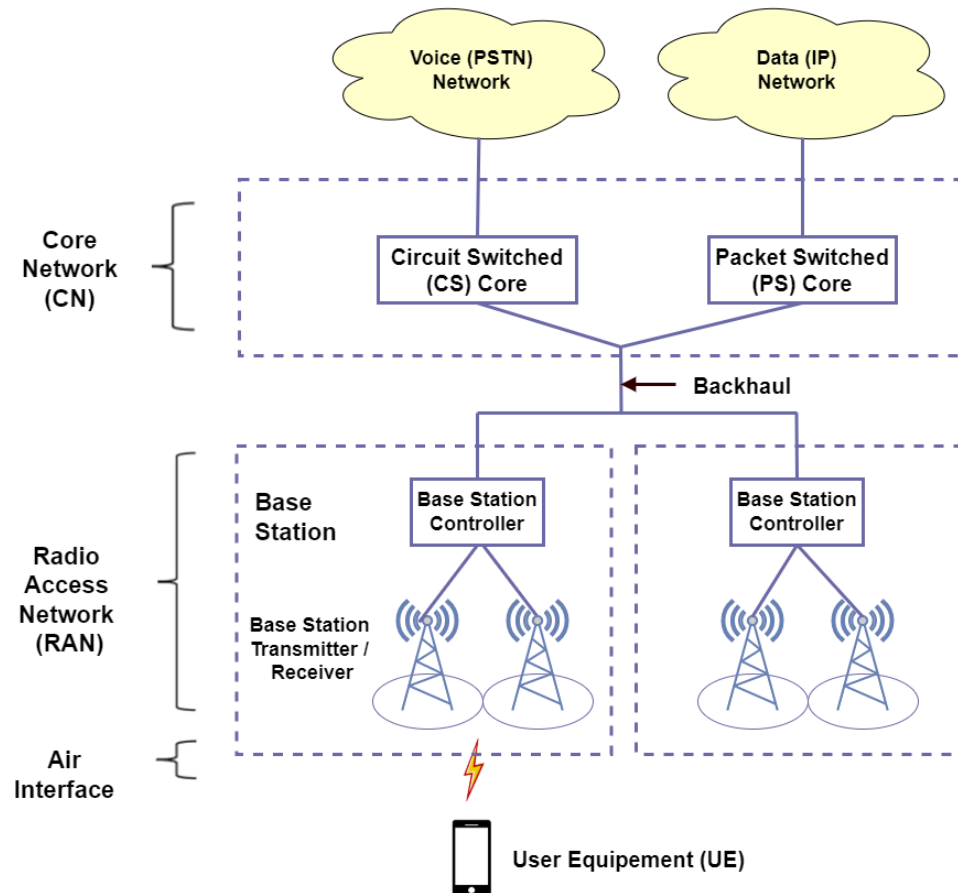 Voice (PSTN)
Network
Data (IP)
Network
Core
Network
(CN)
Circuit Switched
(CS) Core
Packet Switched
(PS) Core
Backhaul
Radio
Access
Network
(RAN)
Base
Station
Base Station
Controller
Base Station
Controller
Base Station
Transmitter /
Receiver
Air
Interface
User Equipement (UE)